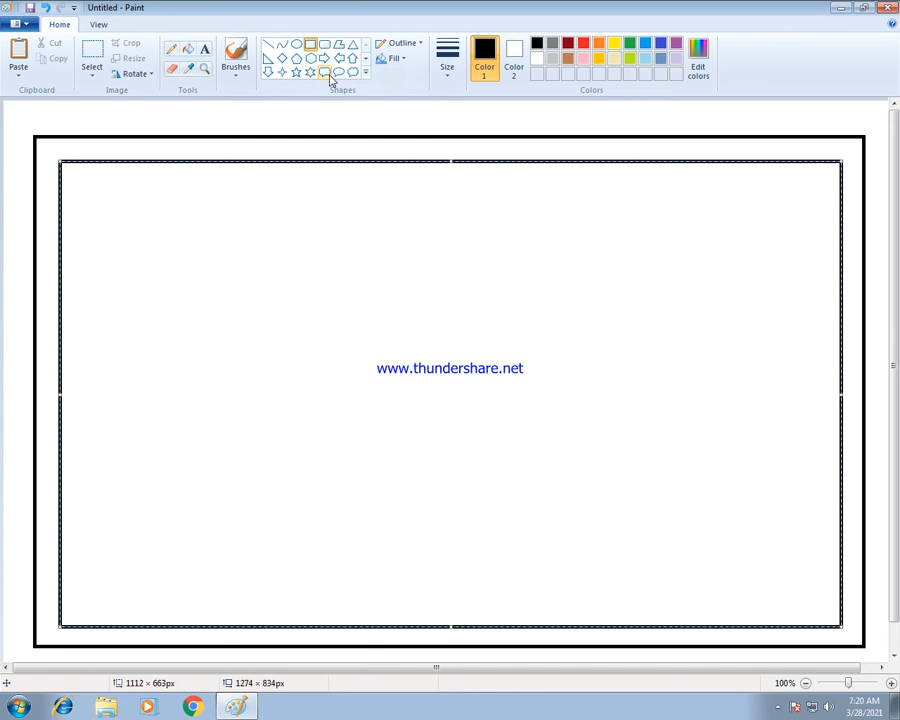 Untitled - Paint
Home View
Paste Cut Copy Clipboard
Select Crop Resize Rotate Image
Tools
Brushes
Shapes Outline Fill
Size
Color 1 Color 2 Edit colors Colors
www.thundershare.net
1112 × 663px 1274 × 834px 100%
7:20 AM
3/28/2021